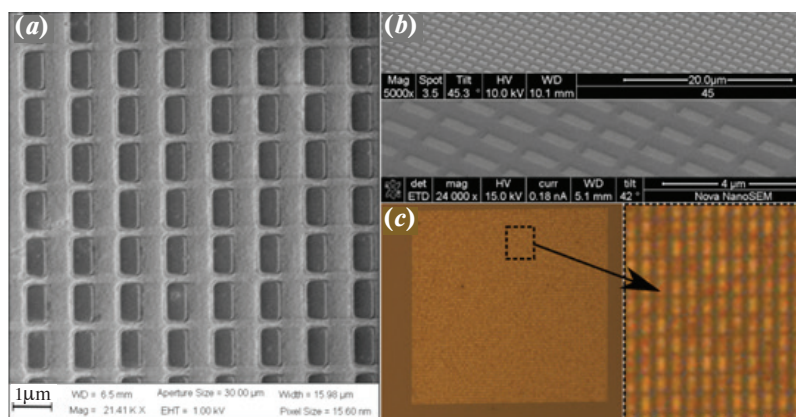 (a)
1μm
WD = 6.5 mm Aperture Size = 30.00 μm Width = 15.98 μm
Mag = 21.41 K X EHT = 1.00 kV Pixel Size = 15.60 nm
(b)
Mag Spot Tilt HV WD 20.0μm
5000x 3.5 45.3 ° 10.0 kV 10.1 mm 45
det mag HV curr WD tilt 4 μm
ETD 24 000 x 15.0 kV 0.18 nA 5.1 mm 42 ° Nova NanoSEM
(c)